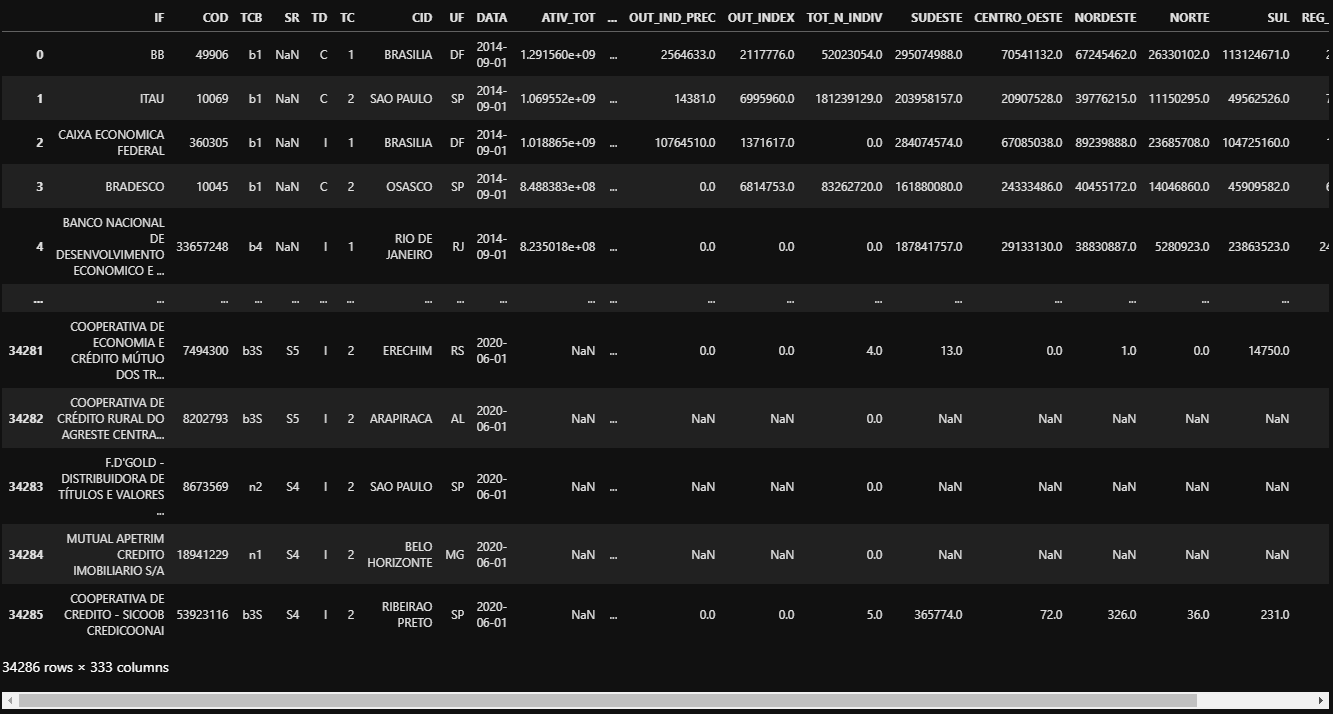 IF COD TCB SR TD TC CID UF DATA ATIV_TOT ... OUT_IND_PREC OUT_INDEX TOT_N_INDIV SUDESTE CENTRO_OESTE NORDESTE NORTE SUL REG_
0 BB 49906 b1 NaN C 1 BRASILIA DF 2014-09-01 1.291560e+09 ... 2564633.0 2117776.0 52023054.0 295074988.0 70541132.0 67245462.0 26330102.0 113124671.0 2
1 ITAU 10069 b1 NaN C 2 SAO PAULO SP 2014-09-01 1.069552e+09 ... 14381.0 6995960.0 181239129.0 203958157.0 20907528.0 39776215.0 11150295.0 49562526.0
2 CAIXA ECONOMICA FEDERAL 360305 b1 NaN I 1 BRASILIA DF 2014-09-01 1.018865e+09 ... 10764510.0 1371617.0 0.0 284074574.0 67085038.0 89239888.0 23685708.0 104725160.0
3 BRADESCO 10045 b1 NaN C 2 OSASCO SP 2014-09-01 8.488383e+08 ... 0.0 6814753.0 83262720.0 161880080.0 24333486.0 40455172.0 14046860.0 45909582.0
4 BANCO NACIONAL DE DESENVOLVIMENTO ECONOMICO E ... 33657248 b4 NaN I 1 RIO DE JANEIRO RJ 2014-09-01 8.235018e+08 ... 0.0 0.0 0.0 187841757.0 29133130.0 38830887.0 5280923.0 23863523.0
... ... ... ... ... ... ... ... ... ... ... ... ... ... ... ... ... ... ... ...
34281 COOPERATIVA DE ECONOMIA E CRÉDITO MÚTUO DOS TR... 7494300 b3S S5 I 2 ERECHIM RS 2020-06-01 NaN ... 0.0 0.0 4.0 13.0 0.0 1.0 0.0 14750.0
34282 COOPERATIVA DE CRÉDITO RURAL DO AGRESTE CENTRA... 8202793 b3S S5 I 2 ARAPIRACA AL 2020-06-01 NaN ... NaN NaN 0.0 NaN NaN NaN NaN NaN
34283 F.D'GOLD - DISTRIBUIDORA DE TÍTULOS E VALORES ... 8673569 n2 S4 I 2 SAO PAULO SP 2020-06-01 NaN ... NaN NaN 0.0 NaN NaN NaN NaN NaN
34284 MUTUAL APETRIM CREDITO IMOBILIARIO S/A 18941229 n1 S4 I 2 BELO HORIZONTE MG 2020-06-01 NaN ... NaN NaN 0.0 NaN NaN NaN NaN NaN
34285 COOPERATIVA DE CREDITO - SICOOB CREDICOONAI 53923116 b3S S4 I 2 RIBEIRAO PRETO SP 2020-06-01 NaN ... 0.0 0.0 5.0 365774.0 72.0 326.0 36.0 231.0
34286 rows × 333 columns